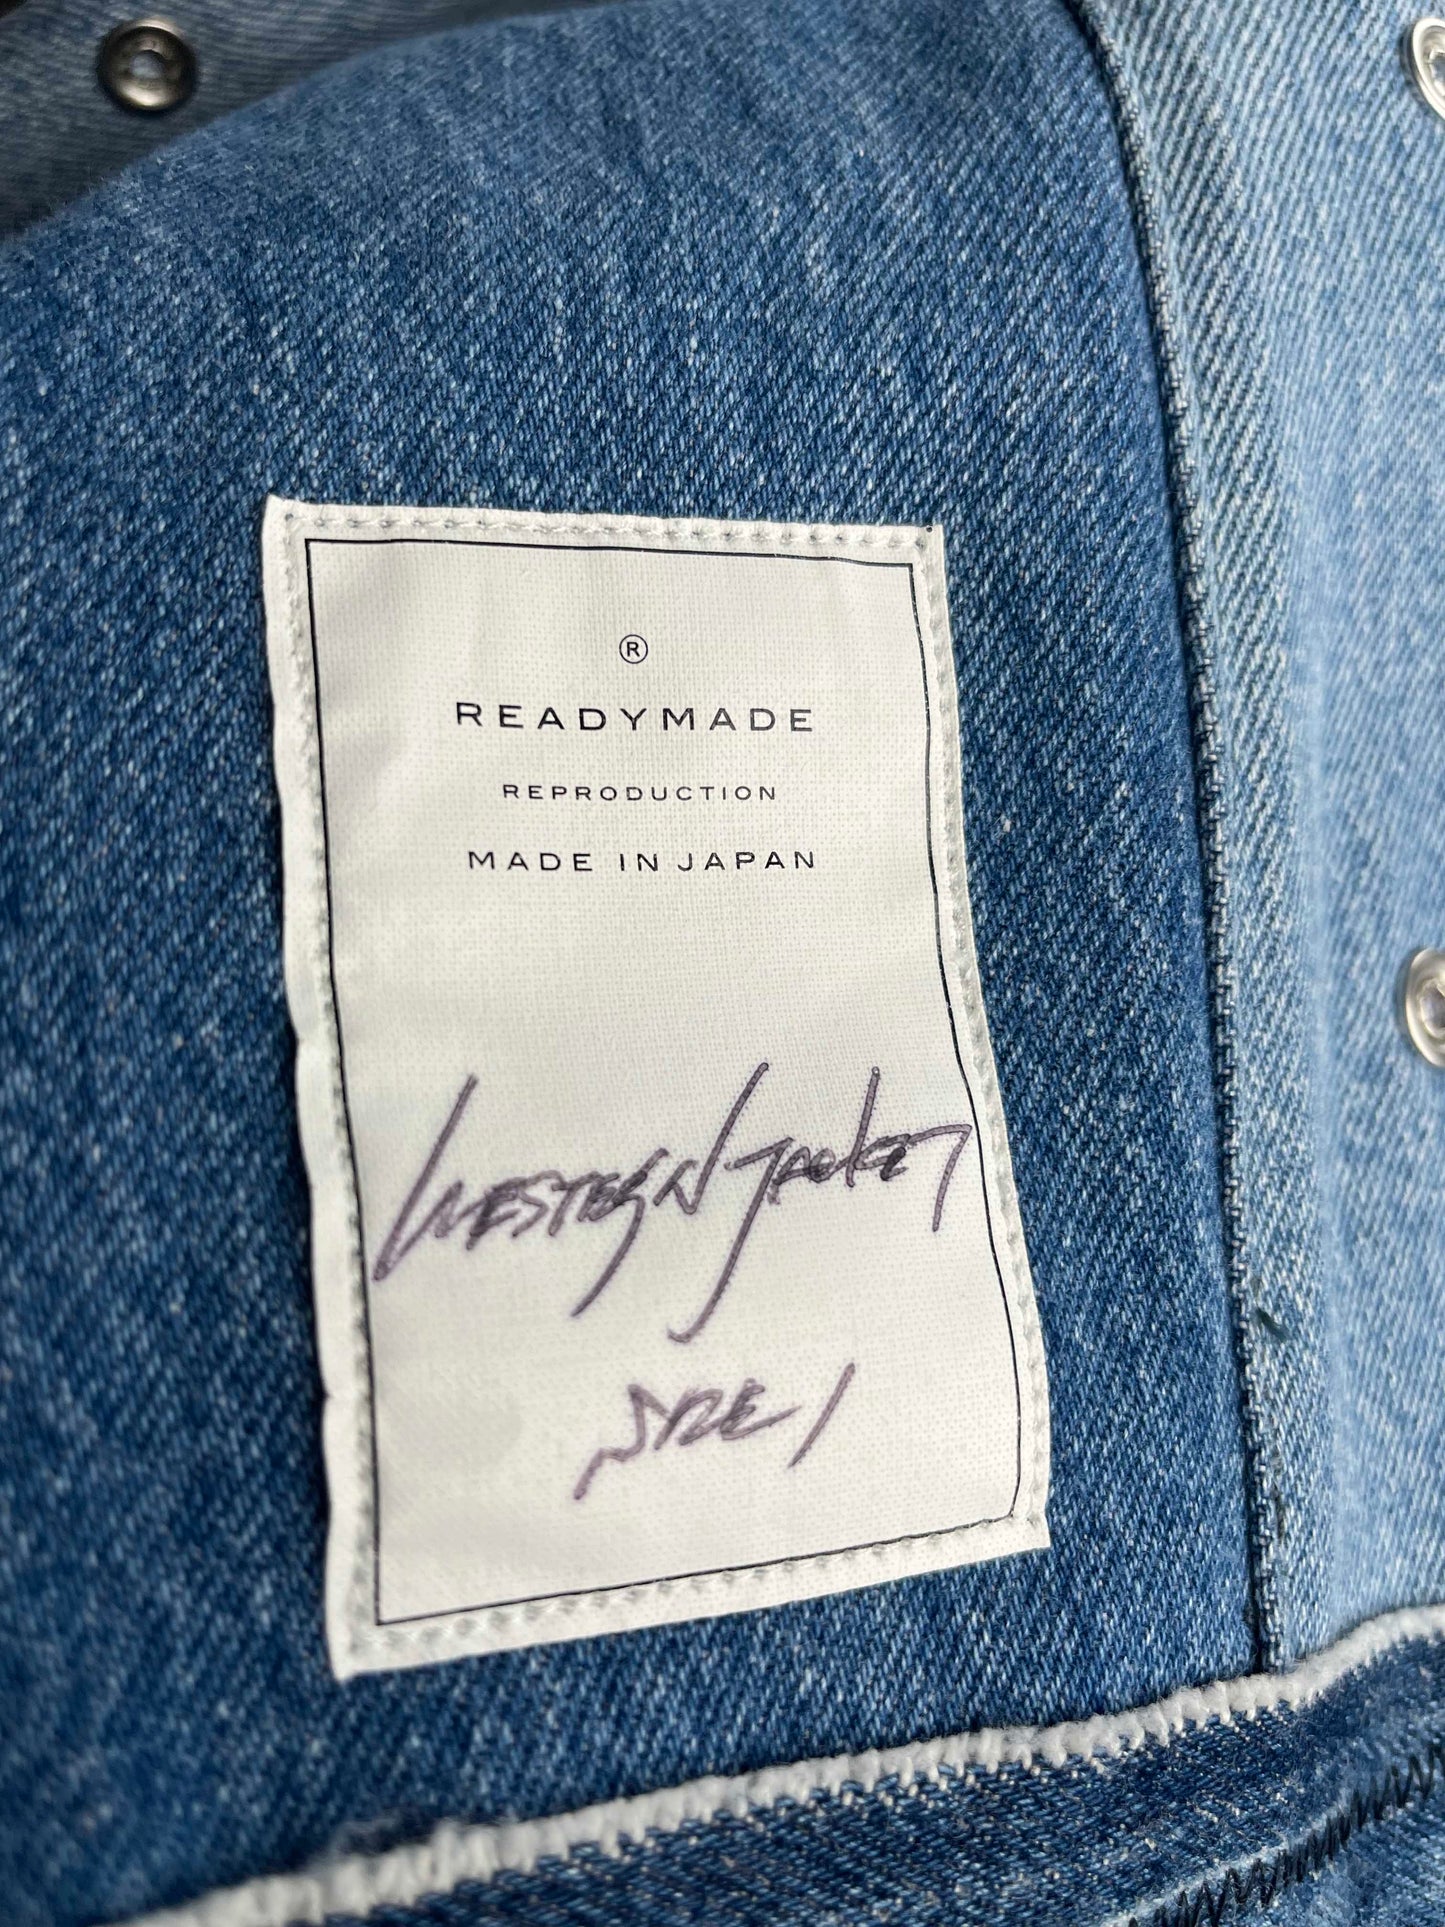 ®
READYMADE
REPRODUCTION
MADE IN JAPAN
WESTERN JACKET
SIZE 1